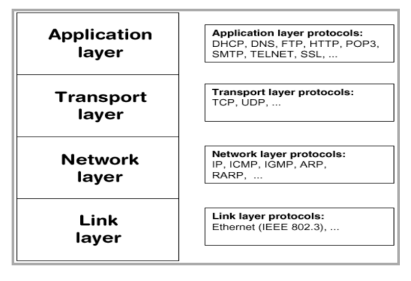 Application
layer
Application layer protocols:
DHCP, DNS, FTP, HTTP, POP3,
SMTP, TELNET, SSL, ...
Transport
layer
Transport layer protocols:
TCP, UDP, ...
Network
layer
Network layer protocols:
IP, ICMP, IGMP, ARP,
RARP, ...
Link
layer
Link layer protocols:
Ethernet (IEEE 802.3), ...